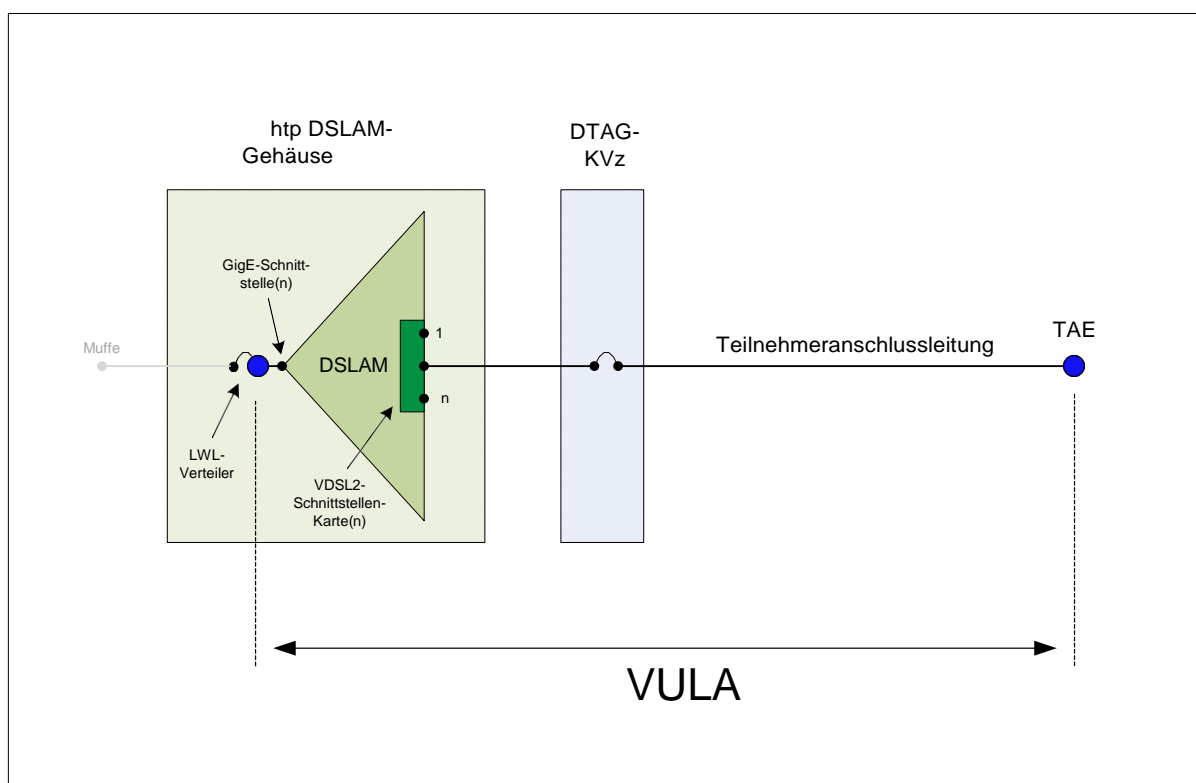 htp DSLAM-
Gehäuse
DTAG-
KVz
GigE-Schnitt-
stelle(n)
Muffe
DSLAM
1
n
Teilnehmeranschlussleitung
TAE
LWL-
Verteiler
VDSL2-
Schnittstellen-
Karte(n)
VULA